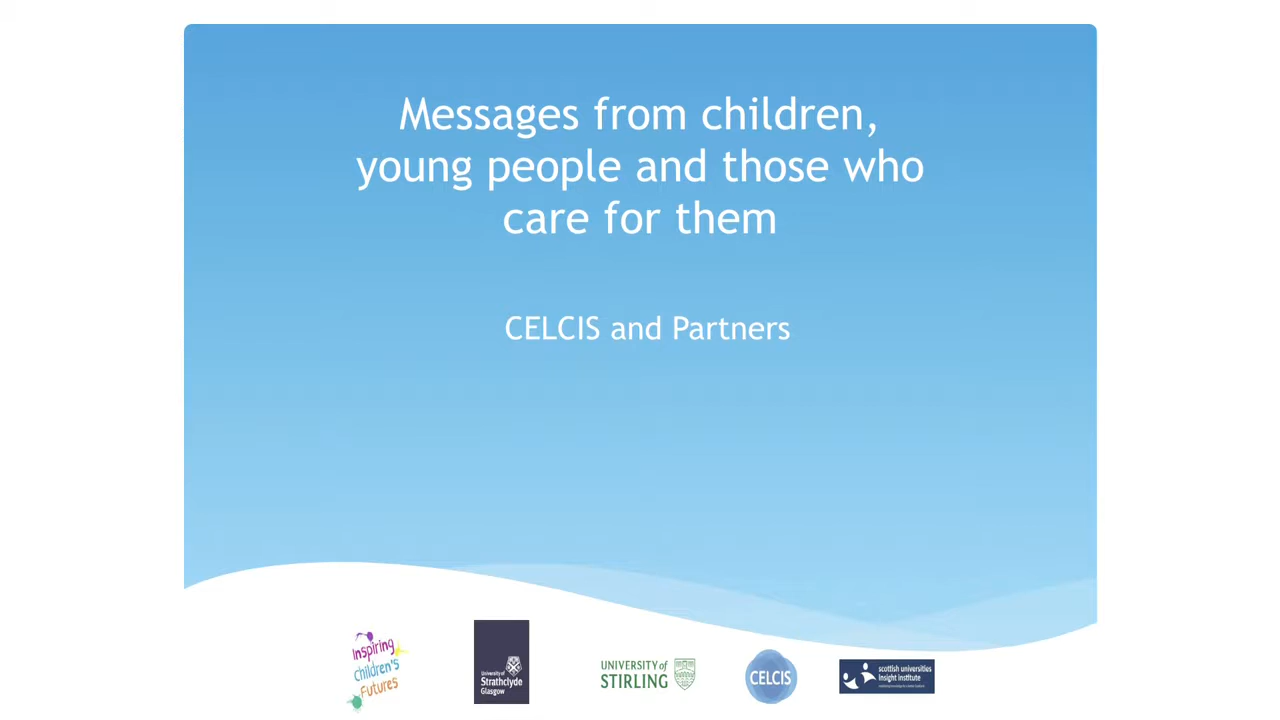 Messages from children,
young people and those who
care for them
CELCIS and Partners
Inspiring
Children's
Futures
University of
Strathclyde
Glasgow
UNIVERSITY of
STIRLING
CELCIS
scottish universities
insight institute